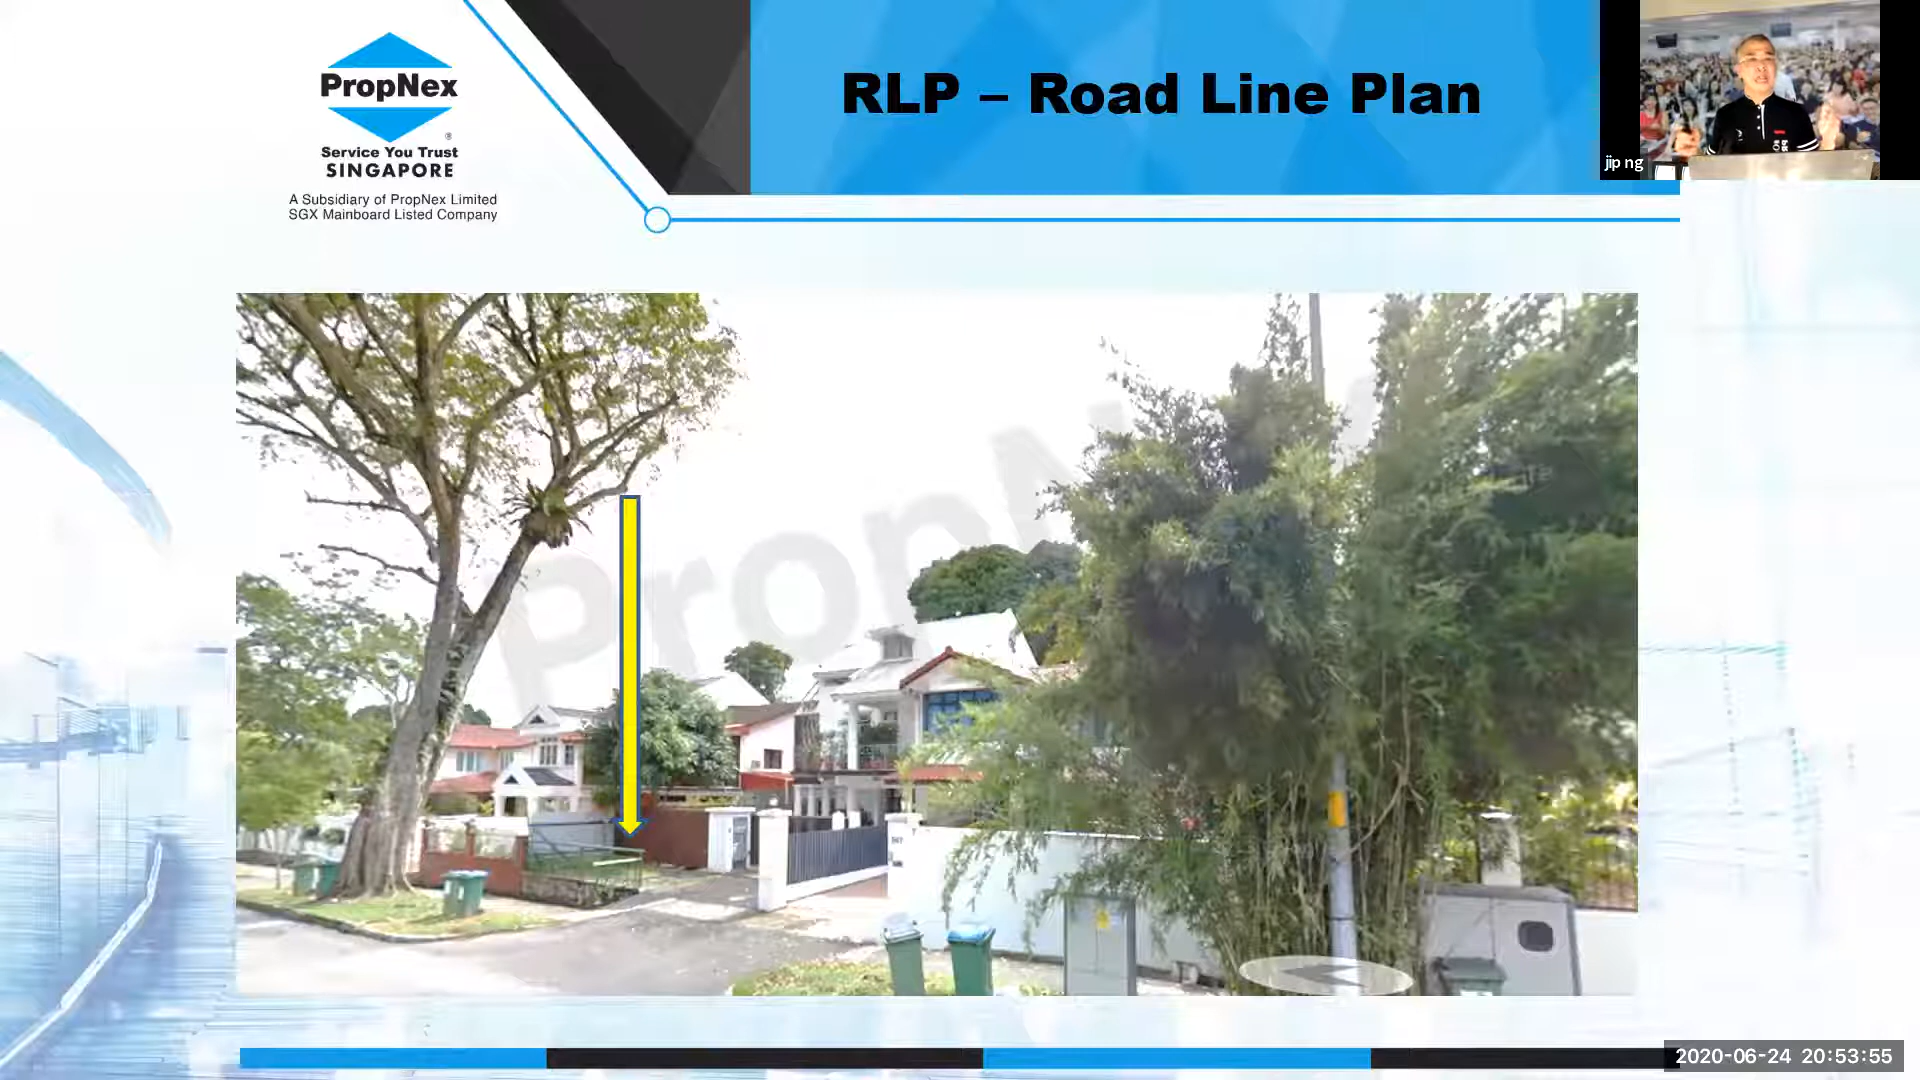 PropNex
®
Service You Trust
SINGAPORE
A Subsidiary of PropNex Limited
SGX Mainboard Listed Company
RLP – Road Line Plan
jip ng
PropN
2020-06-24 20:53:55